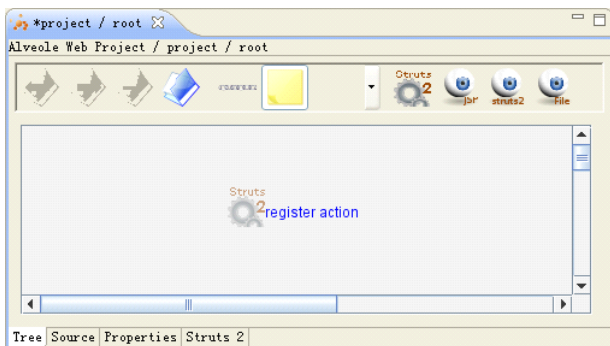 *project / root
Alveole Web Project / project / root
Struts
2
jsp
struts2
File
Struts
2
register action
Tree Source Properties Struts 2